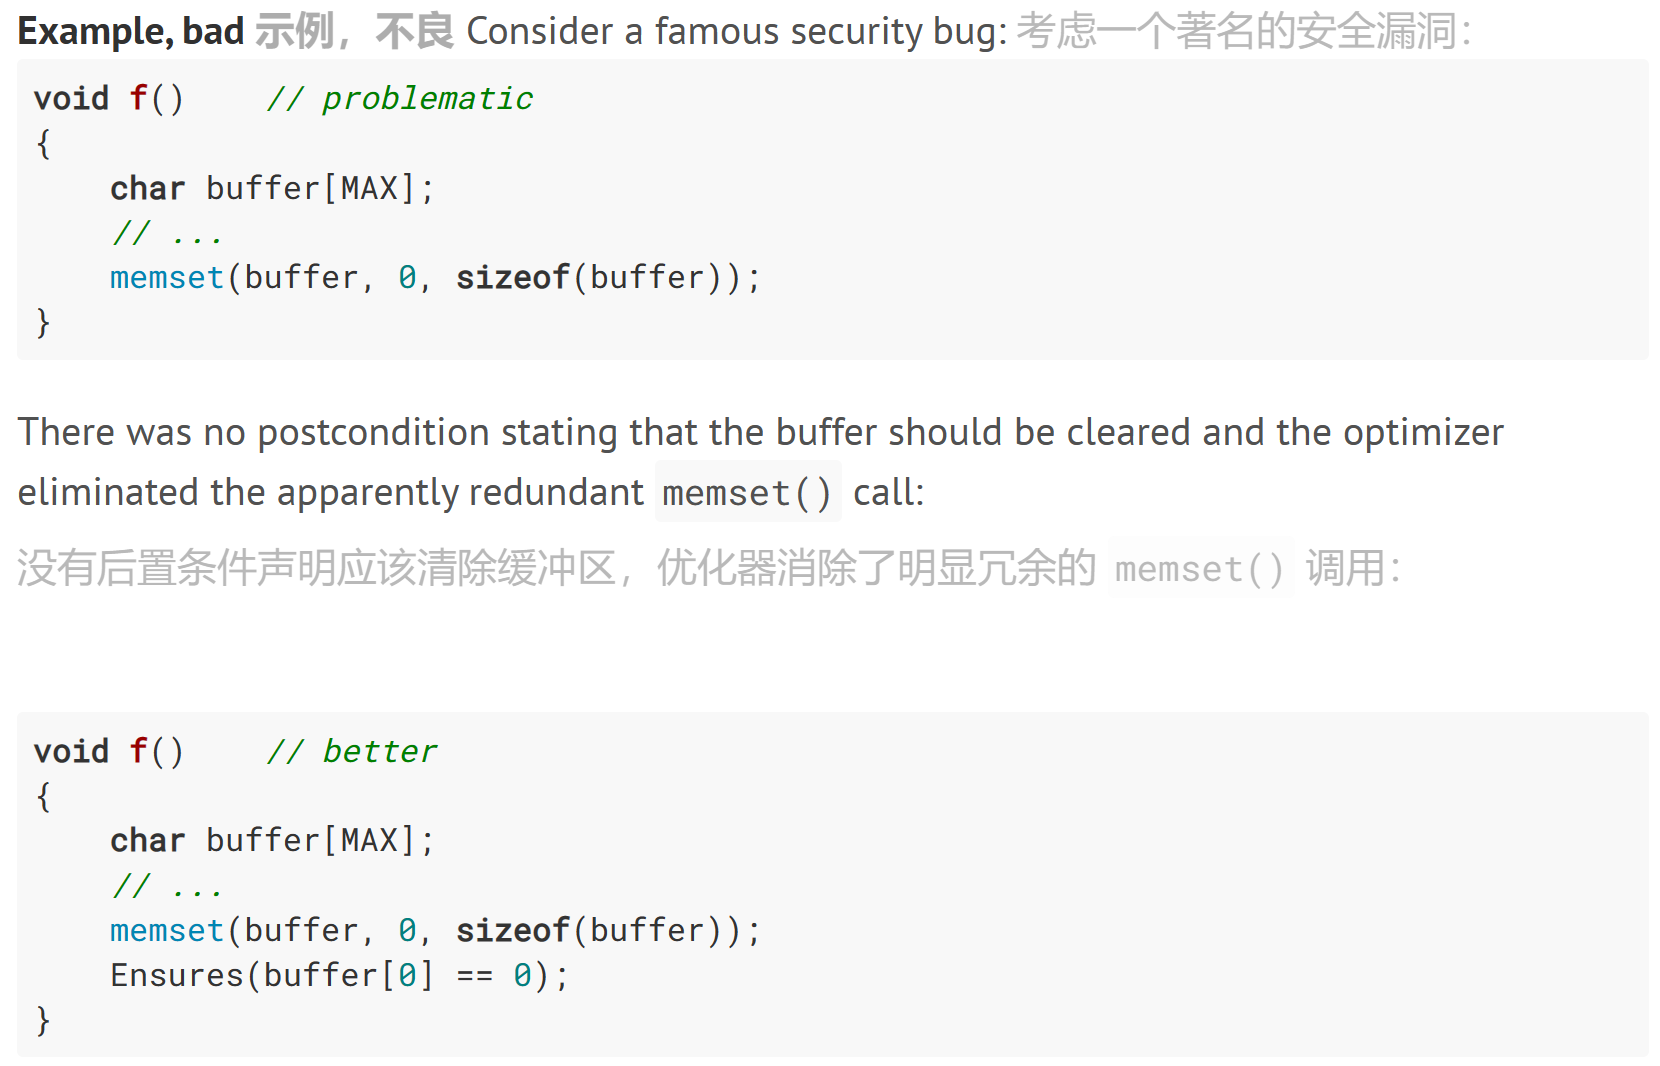 Example, bad 示例，不良 Consider a famous security bug: 考虑一个著名的安全漏洞：
void f()    // problematic
{
    char buffer[MAX];
    // ...
    memset(buffer, 0, sizeof(buffer));
}
There was no postcondition stating that the buffer should be cleared and the optimizer
eliminated the apparently redundant memset() call:
没有后置条件声明应该清除缓冲区，优化器消除了明显冗余的 memset() 调用：
void f()    // better
{
    char buffer[MAX];
    // ...
    memset(buffer, 0, sizeof(buffer));
    Ensures(buffer[0] == 0);
}